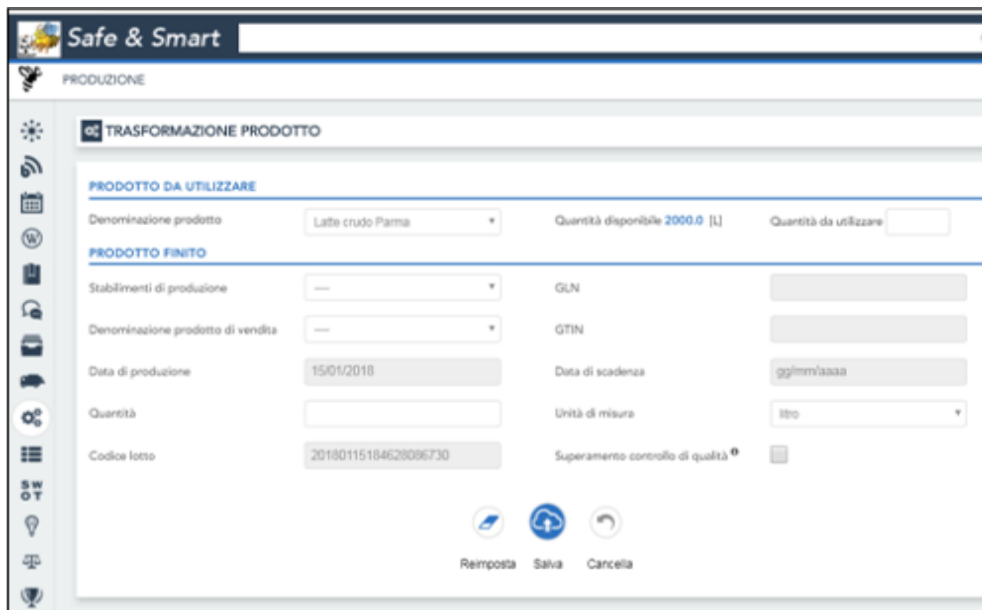 Safe & Smart
PRODUZIONE
TRASFORMAZIONE PRODOTTO
PRODOTTO DA UTILIZZARE
Denominazione prodotto Latte crudo Parma Quantità disponibile 2000.0 [L] Quantità da utilizzare
PRODOTTO FINITO
Stabilimenti di produzione ---- GLN
Denominazione prodotto di vendita ---- GTIN
Data di produzione 15/01/2018 Data di scadenza gg/mm/aaaa
Quantità Unità di misura litro
Codice lotto 20180115184628086730 Superamento controllo di qualità
SW
OT
Reimposta Salva Cancella